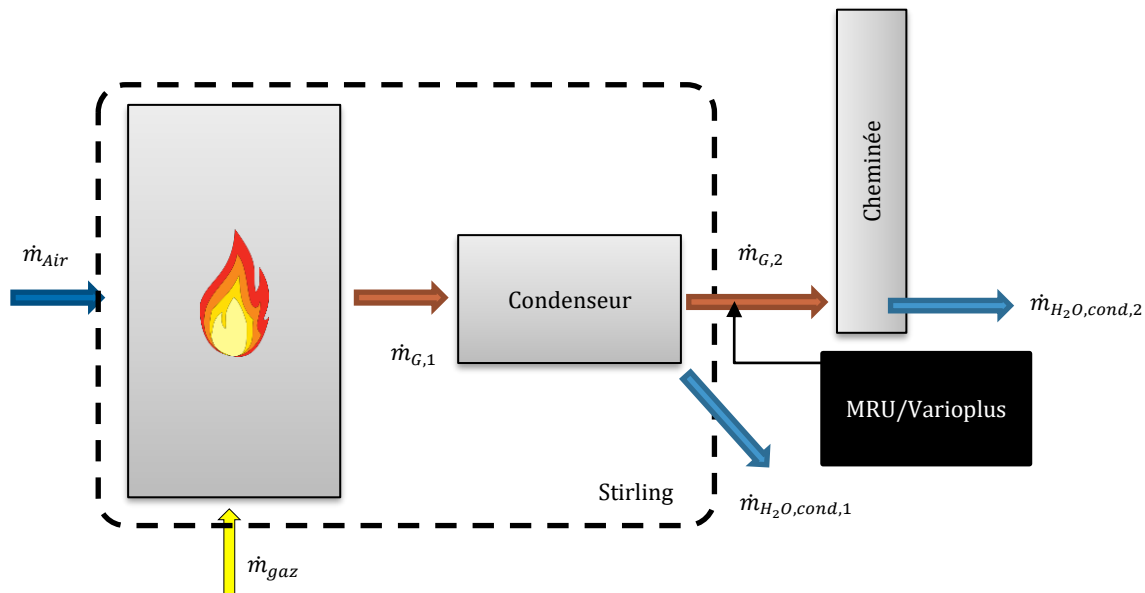 Cheminée
ṁ_Air
ṁ_G,2
Condenseur
ṁ_H₂O,cond,2
ṁ_G,1
MRU/Varioplus
Stirling
ṁ_H₂O,cond,1
ṁ_gaz